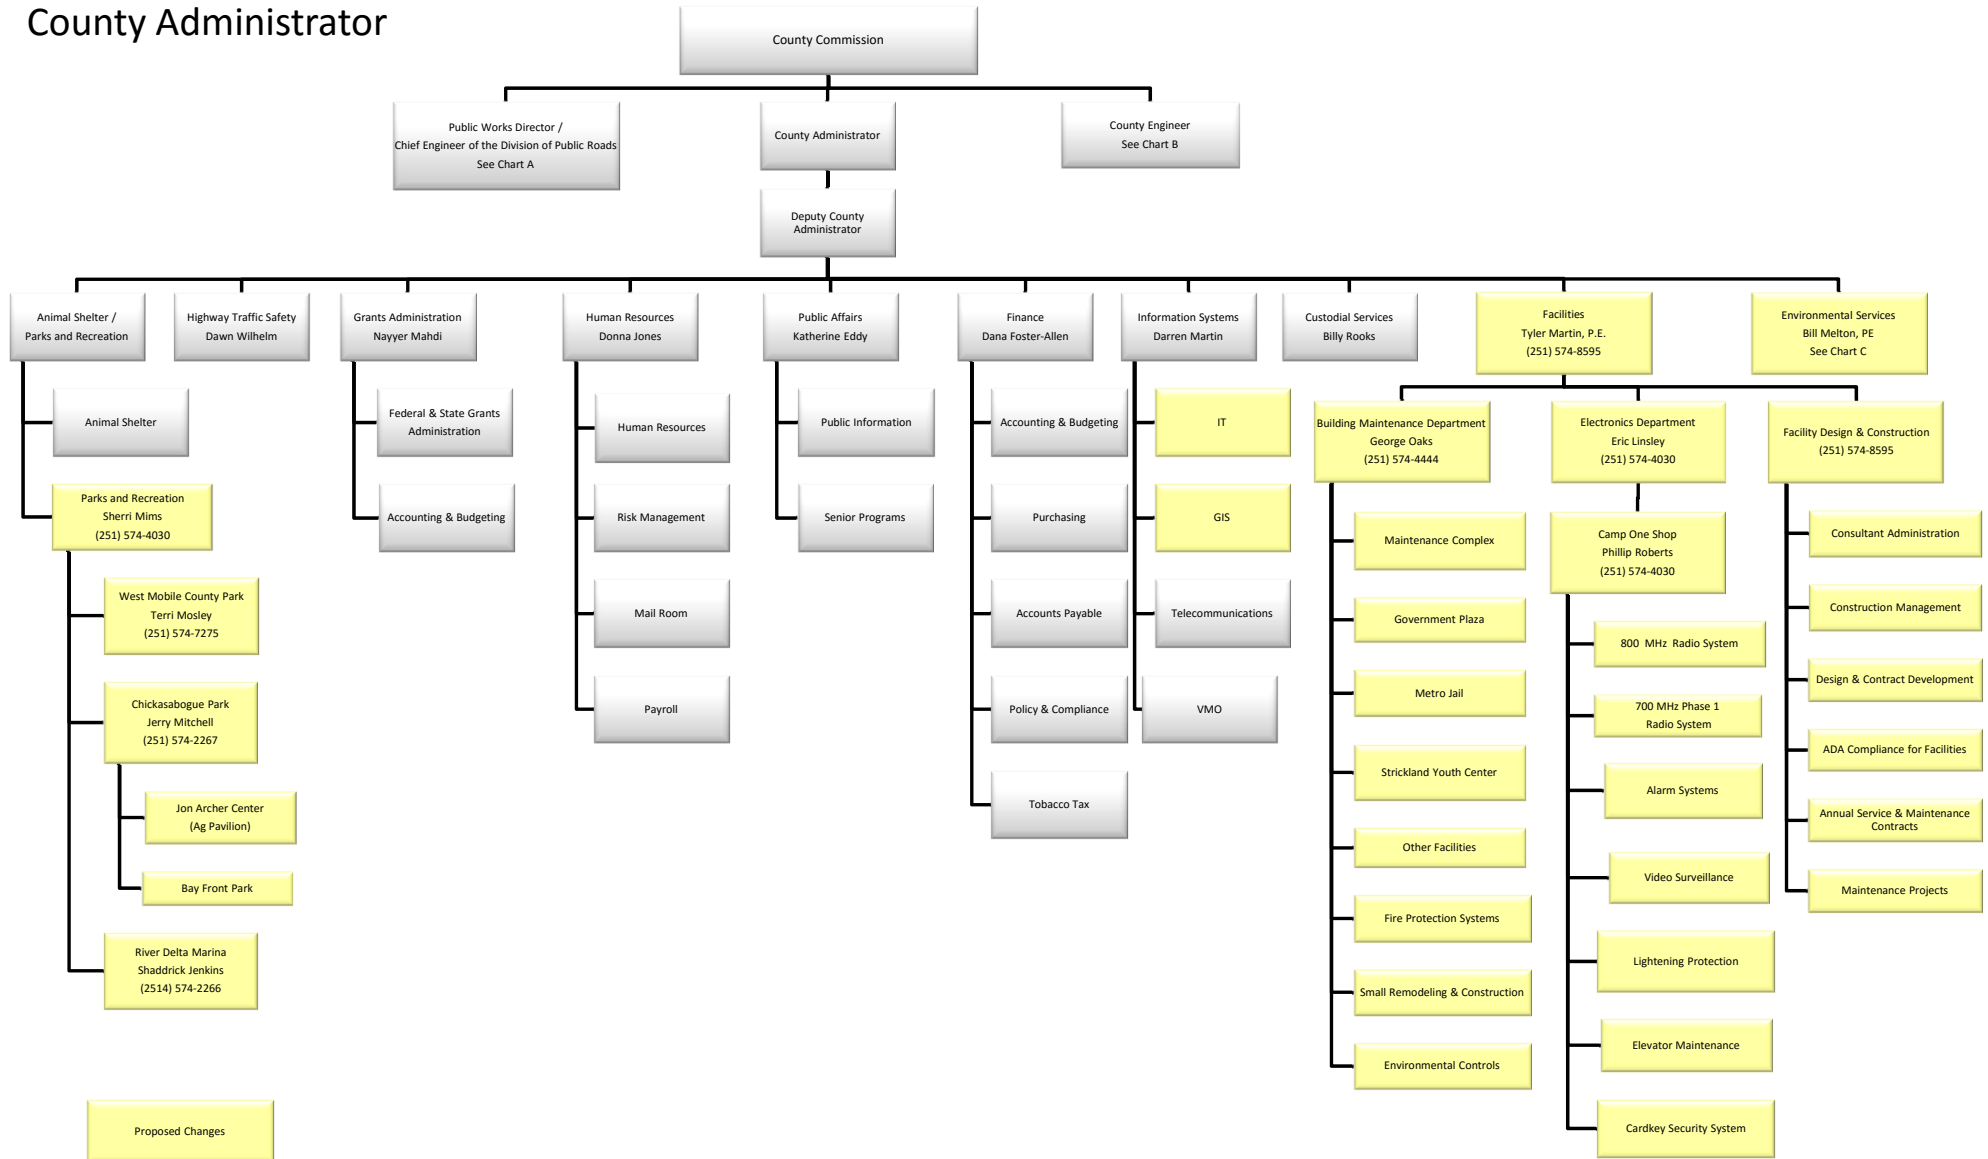 County Administrator
County Commission
Public Works Director /
Chief Engineer of the Division of Public Roads
See Chart A
County Administrator
County Engineer
See Chart B
Deputy County
Administrator
Animal Shelter /
Parks and Recreation
Highway Traffic Safety
Dawn Wilhelm
Grants Administration
Nayyer Mahdi
Human Resources
Donna Jones
Public Affairs
Katherine Eddy
Finance
Dana Foster-Allen
Information Systems
Darren Martin
Custodial Services
Billy Rooks
Facilities
Tyler Martin, P.E.
(251) 574-8595
Environmental Services
Bill Melton, PE
See Chart C
Animal Shelter
Parks and Recreation
Sherri Mims
(251) 574-4030
West Mobile County Park
Terri Mosley
(251) 574-7275
Chickasabogue Park
Jerry Mitchell
(251) 574-2267
Jon Archer Center
(Ag Pavilion)
Bay Front Park
River Delta Marina
Shaddrick Jenkins
(2514) 574-2266
Federal & State Grants
Administration
Accounting & Budgeting
Human Resources
Risk Management
Mail Room
Payroll
Public Information
Senior Programs
Accounting & Budgeting
Purchasing
Accounts Payable
Policy & Compliance
Tobacco Tax
IT
GIS
Telecommunications
VMO
Building Maintenance Department
George Oaks
(251) 574-4444
Maintenance Complex
Government Plaza
Metro Jail
Strickland Youth Center
Other Facilities
Fire Protection Systems
Small Remodeling & Construction
Environmental Controls
Electronics Department
Eric Linsley
(251) 574-4030
Camp One Shop
Phillip Roberts
(251) 574-4030
800 MHz Radio System
700 MHz Phase 1
Radio System
Alarm Systems
Video Surveillance
Lightening Protection
Elevator Maintenance
Cardkey Security System
Facility Design & Construction
(251) 574-8595
Consultant Administration
Construction Management
Design & Contract Development
ADA Compliance for Facilities
Annual Service & Maintenance
Contracts
Maintenance Projects
Proposed Changes